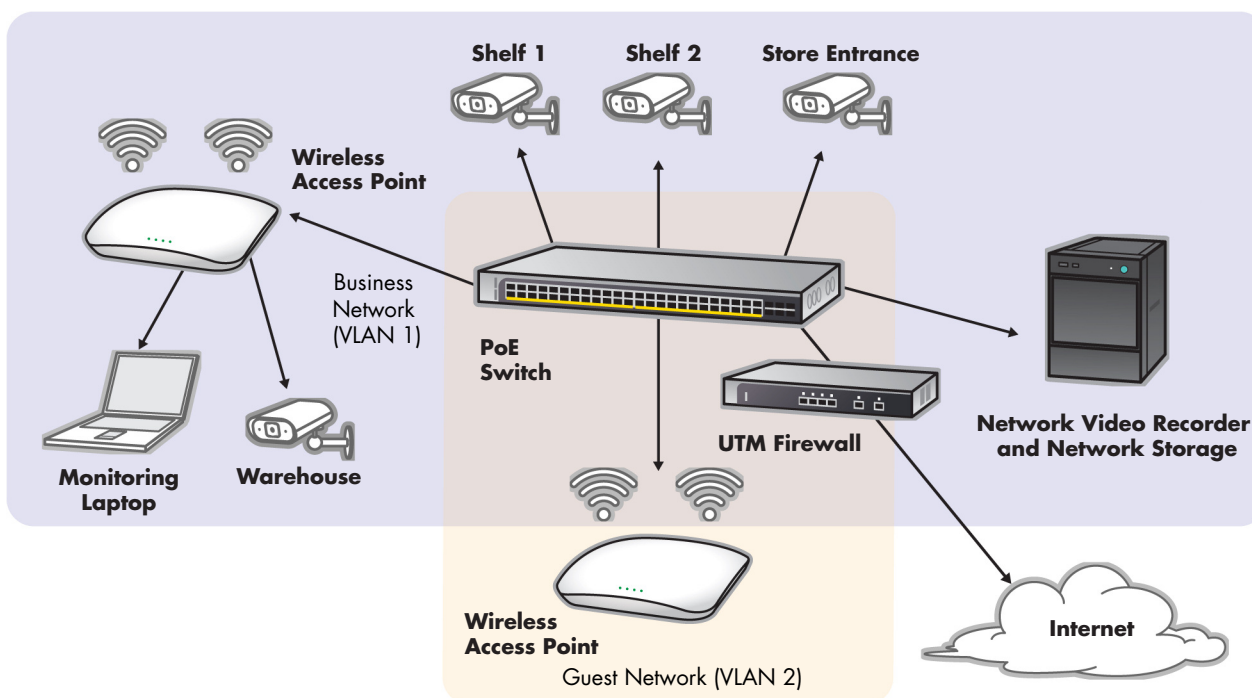 Shelf 1
Shelf 2
Store Entrance
Wireless
Access Point
Business
Network
(VLAN 1)
PoE
Switch
UTM Firewall
Network Video Recorder
and Network Storage
Monitoring
Laptop
Warehouse
Wireless
Access Point
Internet
Guest Network (VLAN 2)